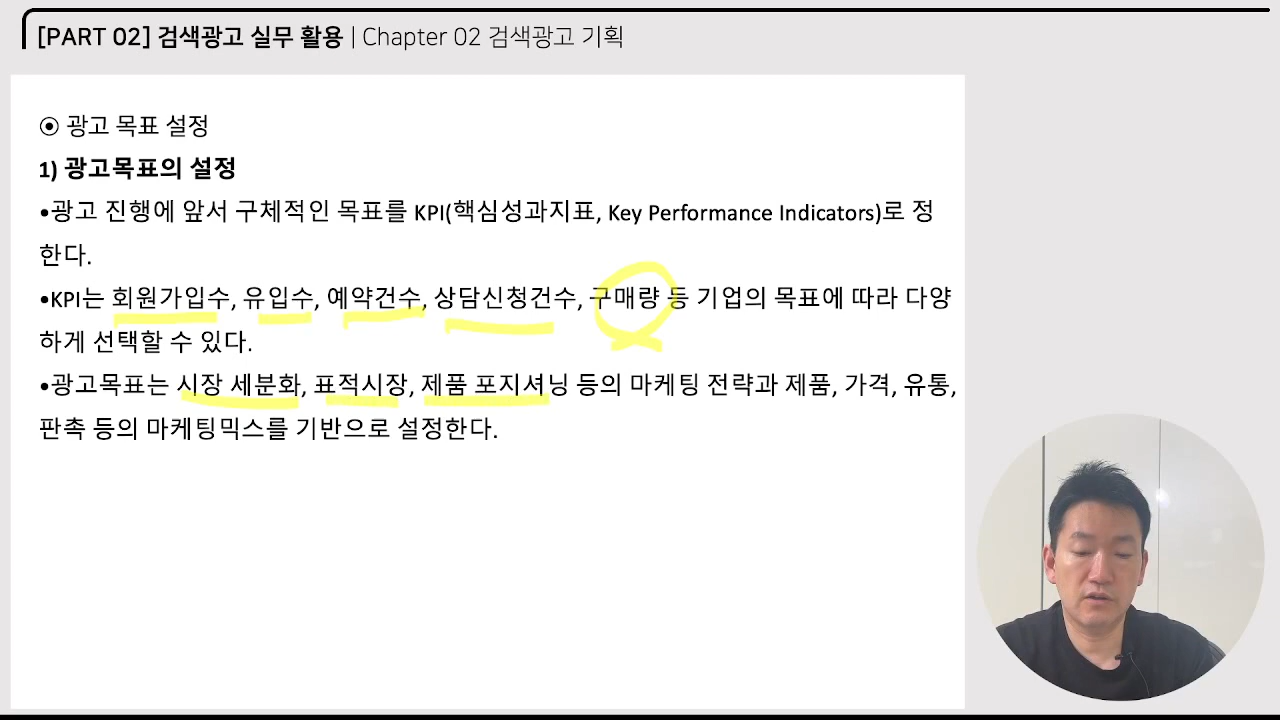 [PART 02] 검색광고 실무 활용 | Chapter 02 검색광고 기획
⦿ 광고 목표 설정
1) 광고목표의 설정
•광고 진행에 앞서 구체적인 목표를 KPI(핵심성과지표, Key Performance Indicators)로 정
한다.
•KPI는 회원가입수, 유입수, 예약건수, 상담신청건수, 구매량 등 기업의 목표에 따라 다양
하게 선택할 수 있다.
•광고목표는 시장 세분화, 표적시장, 제품 포지셔닝 등의 마케팅 전략과 제품, 가격, 유통,
판촉 등의 마케팅믹스를 기반으로 설정한다.